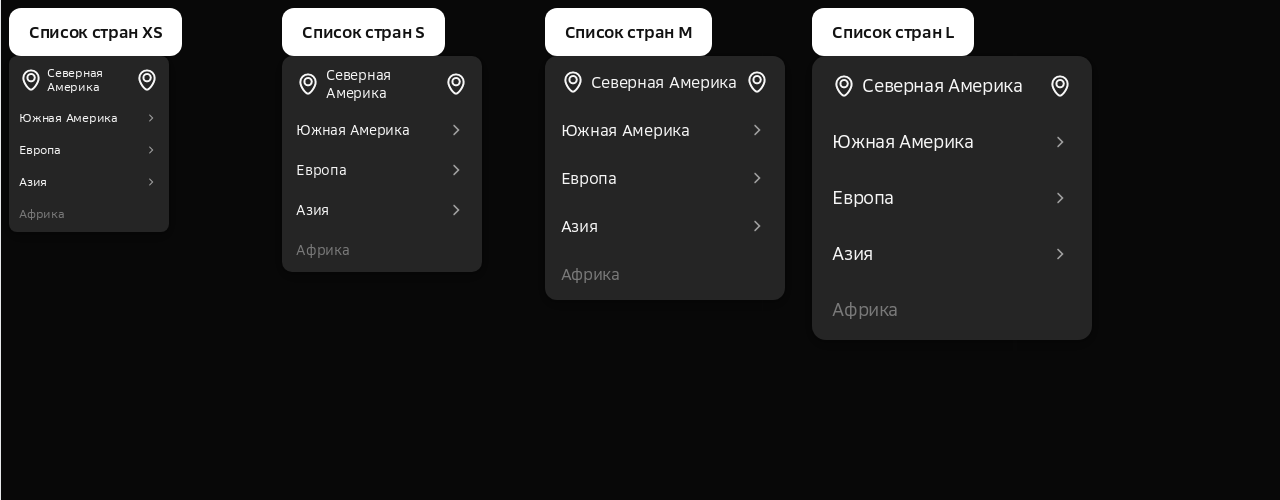 Список стран XS
Северная
Америка
Южная Америка
Европа
Азия
Африка
Список стран S
Северная
Америка
Южная Америка
Европа
Азия
Африка
Список стран M
Северная Америка
Южная Америка
Европа
Азия
Африка
Список стран L
Северная Америка
Южная Америка
Европа
Азия
Африка